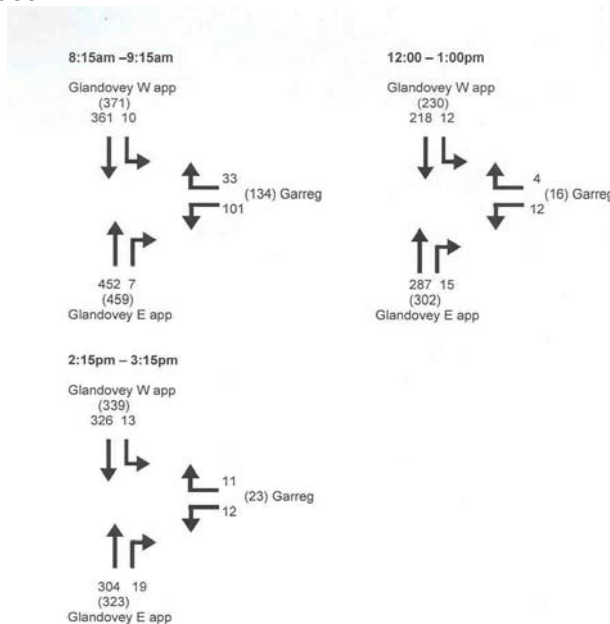 8:15am –9:15am
Glandovey W app
(371)
361 10
33
(134) Garreg
101
452 7
(459)
Glandovey E app
12:00 – 1:00pm
Glandovey W app
(230)
218 12
4
(16) Garreg
12
287 15
(302)
Glandovey E app
2:15pm – 3:15pm
Glandovey W app
(339)
326 13
11
(23) Garreg
12
304 19
(323)
Glandovey E app